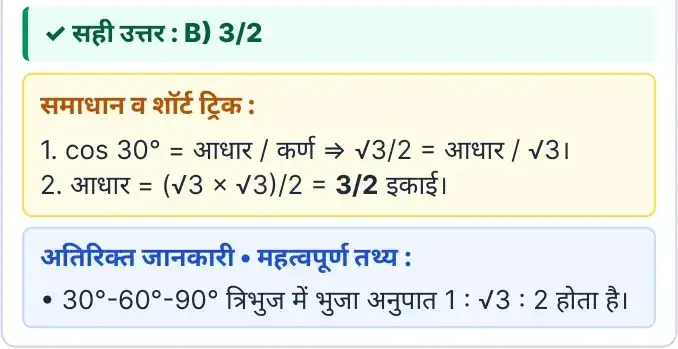 ✓ सही उत्तर : B) 3/2
समाधान व शॉर्ट ट्रिक :
1. cos 30° = आधार / कर्ण ⇒ √3/2 = आधार / √3।
2. आधार = (√3 × √3)/2 = 3/2 इकाई।
अतिरिक्त जानकारी • महत्वपूर्ण तथ्य :
• 30°-60°-90° त्रिभुज में भुजा अनुपात 1 : √3 : 2 होता है।